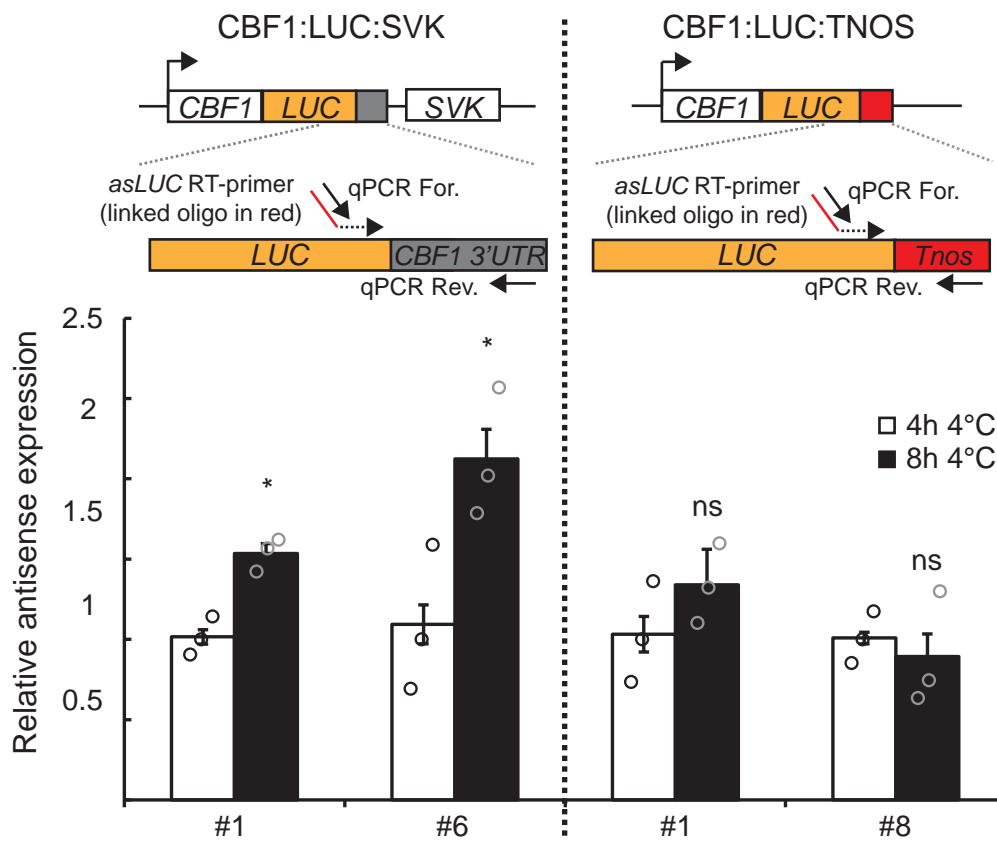 CBF1:LUC:SVK
CBF1:LUC:TNOS
CBF1 LUC SVK
CBF1 LUC
asLUC RT-primer
(linked oligo in red)
qPCR For.
LUC CBF1 3’UTR
qPCR Rev.
asLUC RT-primer
(linked oligo in red)
qPCR For.
LUC Tnos
qPCR Rev.
Relative antisense expression
2.5
2
1.5
1
0.5
*
*
ns
ns
4h 4°C
8h 4°C
#1
#6
#1
#8